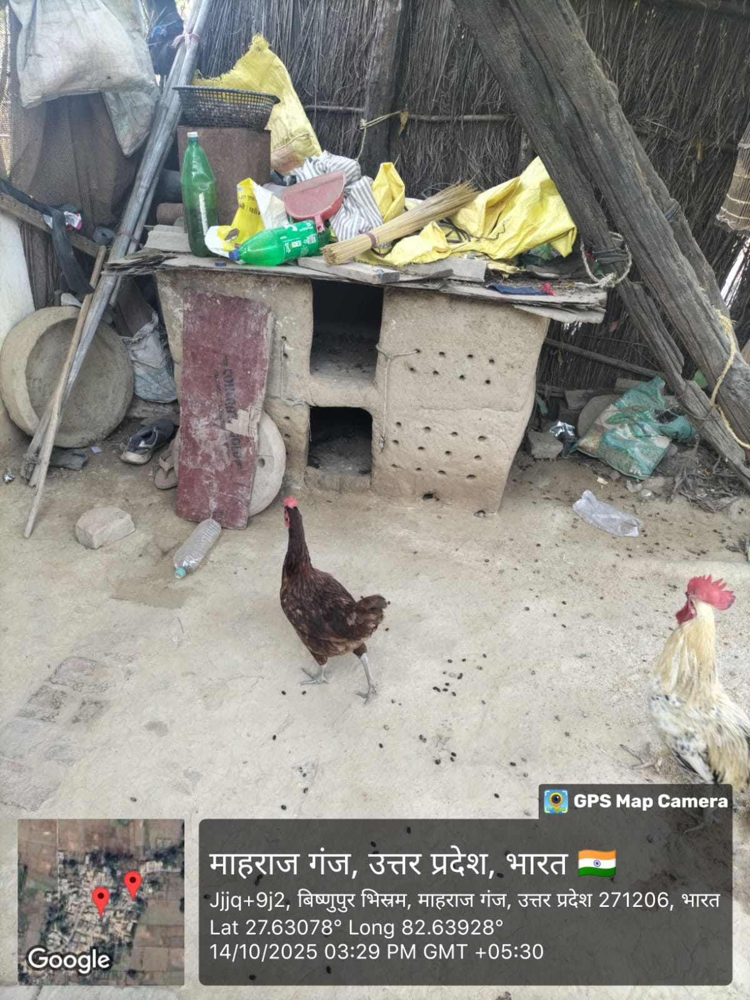 GPS Map Camera
माहराज गंज, उत्तर प्रदेश, भारत
Jjjq+9j2, बिष्णुपुर भिस्रम, माहराज गंज, उत्तर प्रदेश 271206, भारत
Lat 27.63078° Long 82.63928°
14/10/2025 03:29 PM GMT +05:30
Google